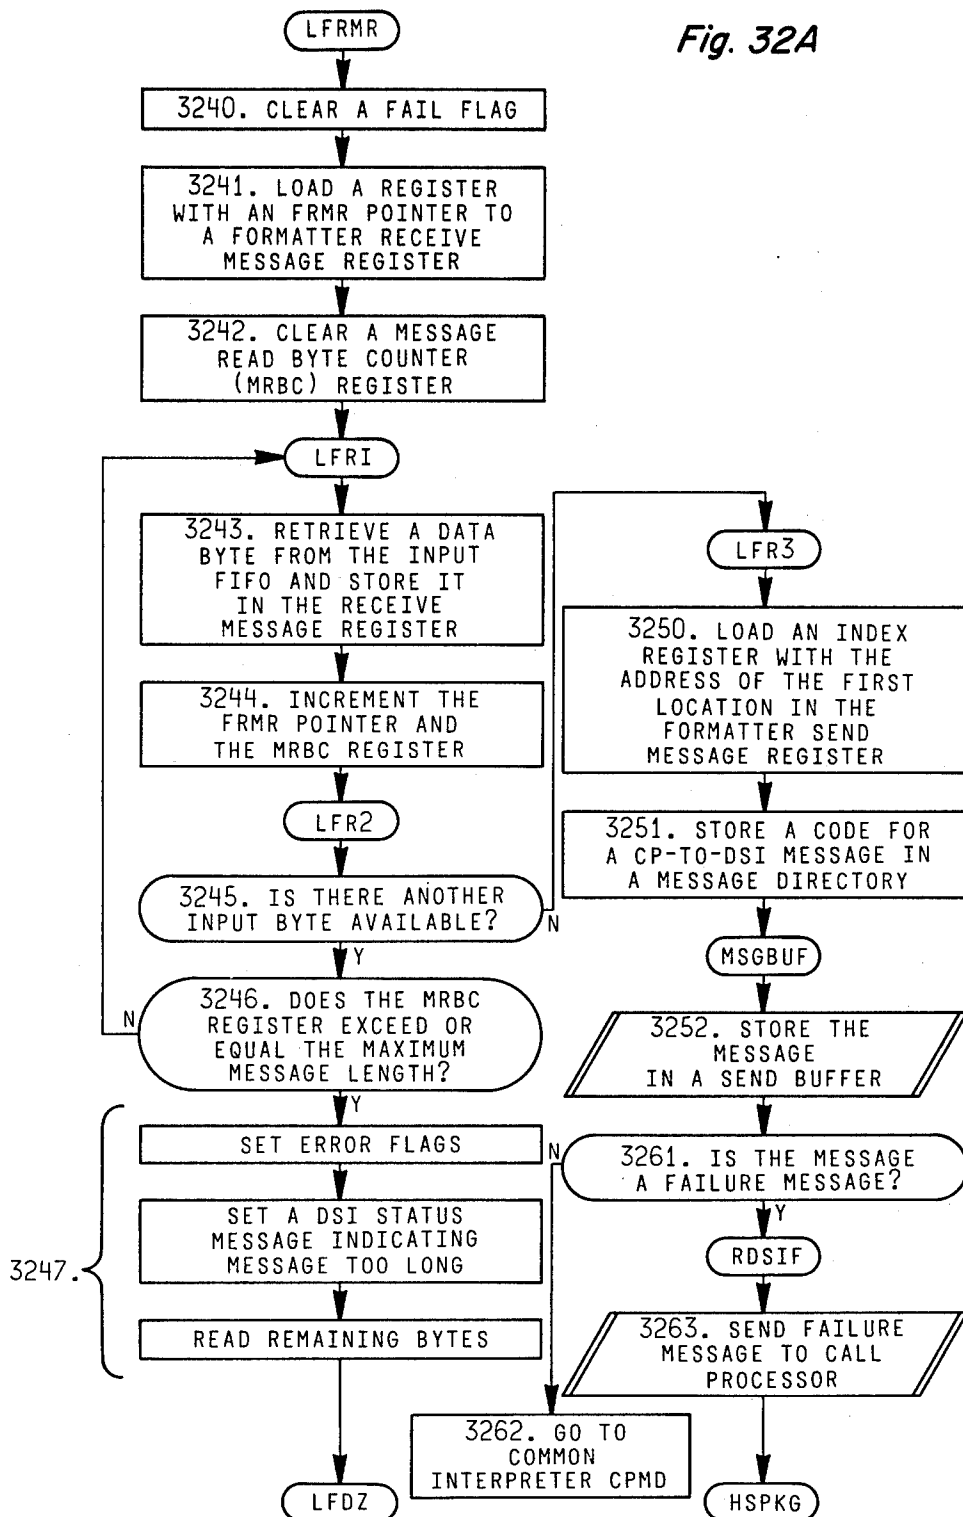 LFRMR
Fig. 32A
3240. CLEAR A FAIL FLAG
3241. LOAD A REGISTER
WITH AN FRMR POINTER TO
A FORMATTER RECEIVE
MESSAGE REGISTER
3242. CLEAR A MESSAGE
READ BYTE COUNTER
(MRBC) REGISTER
LFRI
3243. RETRIEVE A DATA
BYTE FROM THE INPUT
FIFO AND STORE IT
IN THE RECEIVE
MESSAGE REGISTER
3244. INCREMENT THE
FRMR POINTER AND
THE MRBC REGISTER
LFR2
3245. IS THERE ANOTHER
INPUT BYTE AVAILABLE?
N
Y
3246. DOES THE MRBC
REGISTER EXCEED OR
EQUAL THE MAXIMUM
MESSAGE LENGTH?
N
Y
3247.
SET ERROR FLAGS
SET A DSI STATUS
MESSAGE INDICATING
MESSAGE TOO LONG
READ REMAINING BYTES
LFDZ
LFR3
3250. LOAD AN INDEX
REGISTER WITH THE
ADDRESS OF THE FIRST
LOCATION IN THE
FORMATTER SEND
MESSAGE REGISTER
3251. STORE A CODE FOR
A CP-TO-DSI MESSAGE IN
A MESSAGE DIRECTORY
MSGBUF
3252. STORE THE
MESSAGE
IN A SEND BUFFER
3261. IS THE MESSAGE
A FAILURE MESSAGE?
N
Y
RDSIF
3263. SEND FAILURE
MESSAGE TO CALL
PROCESSOR
3262. GO TO
COMMON
INTERPRETER CPMD
HSPKG